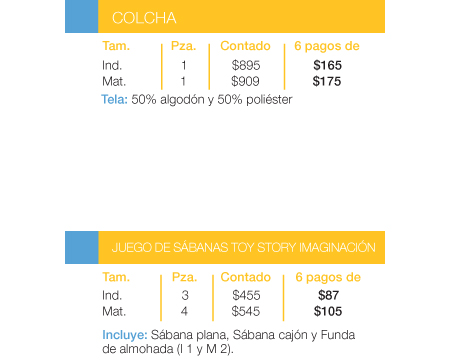 COLCHA
Tam. Pza. Contado 6 pagos de
Ind. 1 $895 $165
Mat. 1 $909 $175
Tela: 50% algodón y 50% poliéster
JUEGO DE SÁBANAS TOY STORY IMAGINACIÓN
Tam. Pza. Contado 6 pagos de
Ind. 3 $455 $87
Mat. 4 $545 $105
Incluye: Sábana plana, Sábana cajón y Funda
de almohada (I 1 y M 2).